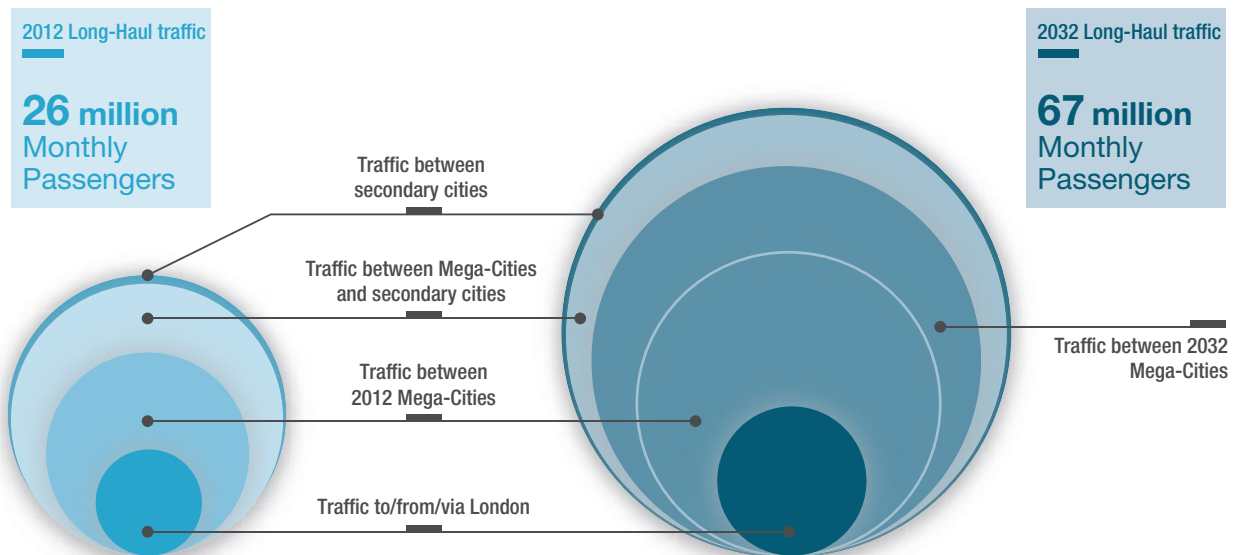 2012 Long-Haul traffic
26 million
Monthly
Passengers
2032 Long-Haul traffic
67 million
Monthly
Passengers
Traffic between
secondary cities
Traffic between Mega-Cities
and secondary cities
Traffic between
2012 Mega-Cities
Traffic to/from/via London
Traffic between 2032
Mega-Cities